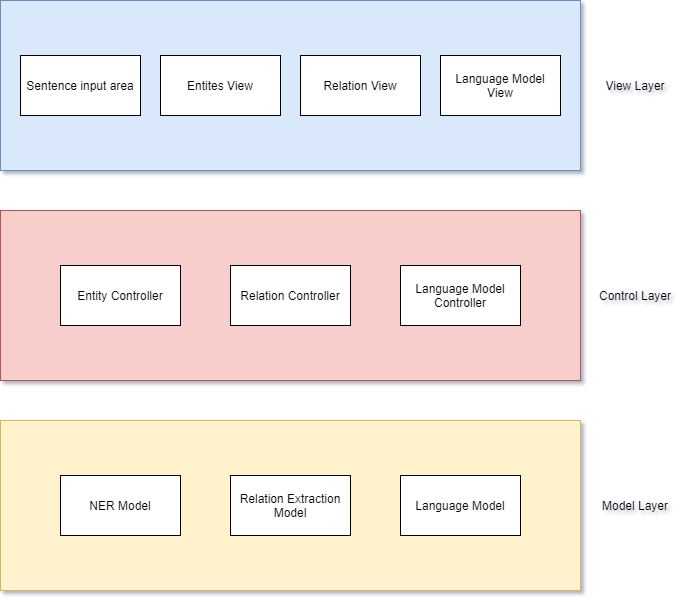 Sentence input area
Entites View
Relation View
Language Model
View
View Layer
Entity Controller
Relation Controller
Language Model
Controller
Control Layer
NER Model
Relation Extraction
Model
Language Model
Model Layer